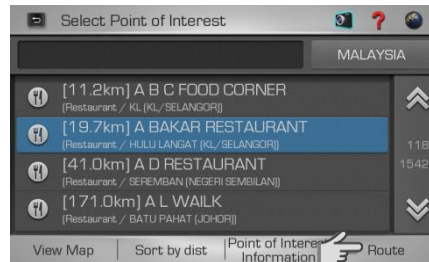 Select Point of Interest
?
MALAYSIA
[11.2km] A B C FOOD CORNER
(Restaurant / KL (KL/SELANGOR))
[19.7km] A BAKAR RESTAURANT
(Restaurant / HULU LANGAT (KL/SELANGOR))
118
[41.0km] A D RESTAURANT
1542
(Restaurant / SEREMBAN (NEGERI SEMBILAN))
[171.0km] A L WAILK
(Restaurant / BATU PAHAT (JOHOR))
View Map
Sort by dist
Point of Interes
Information
Route